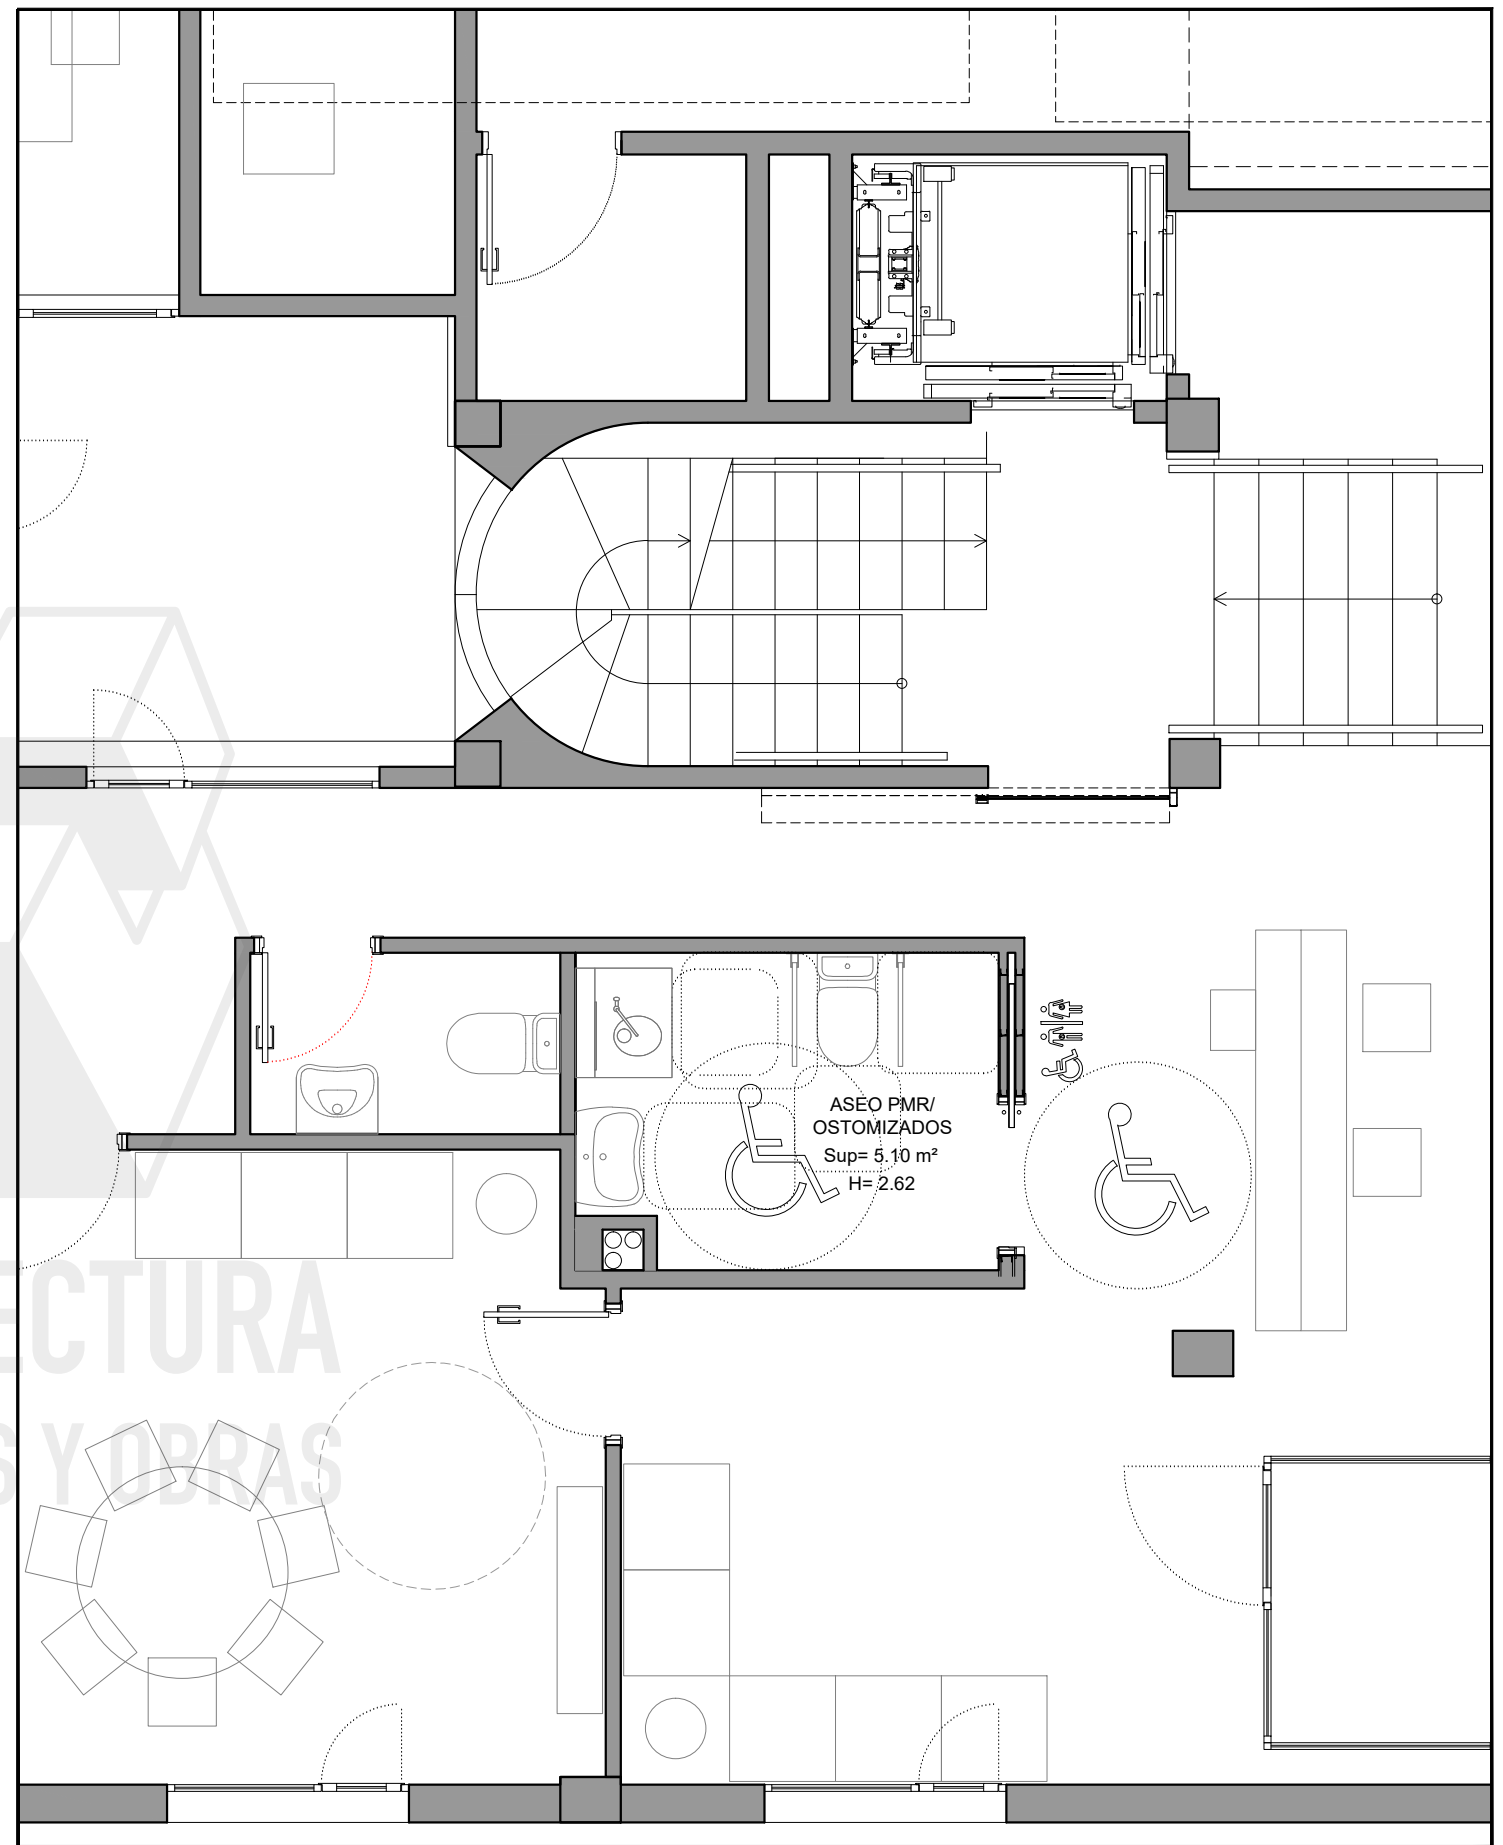 ASEO PMR/
OSTOMIZADOS
Sup= 5.10 m²
H= 2.62
ECTURA
S Y OBRAS